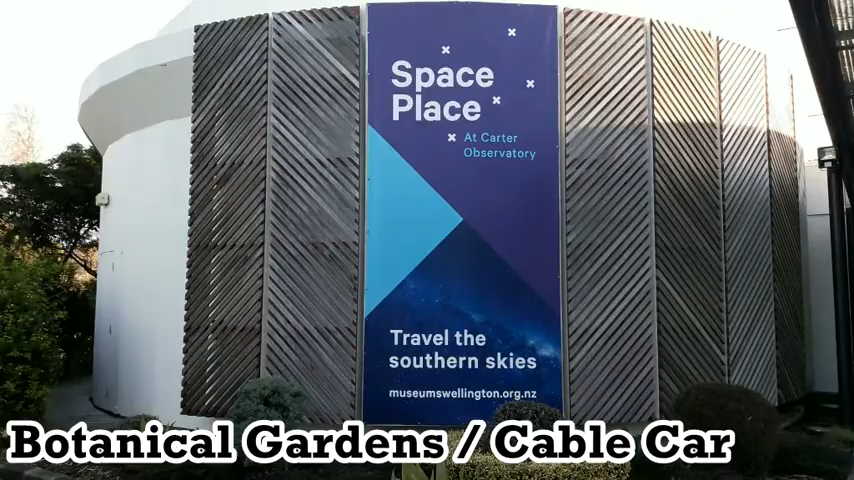 Space
Place
At Carter
Observatory
Travel the
southern skies
museumswellington.org.nz
Botanical Gardens / Cable Car